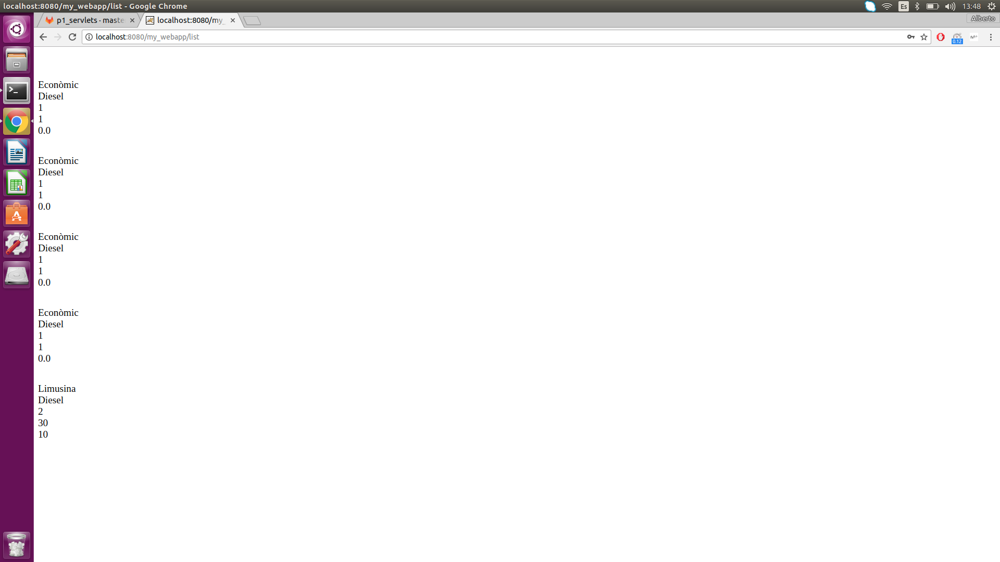 localhost:8080/my_webapp/list - Google Chrome
Es
13:48
p1_servlets · maste
localhost:8080/my_
Alberto
localhost:8080/my_webapp/list
0.12
M+
Econòmic
Diesel
1
1
0.0
Econòmic
Diesel
1
1
0.0
Econòmic
Diesel
1
1
0.0
Econòmic
Diesel
1
1
0.0
Limusina
Diesel
2
30
10